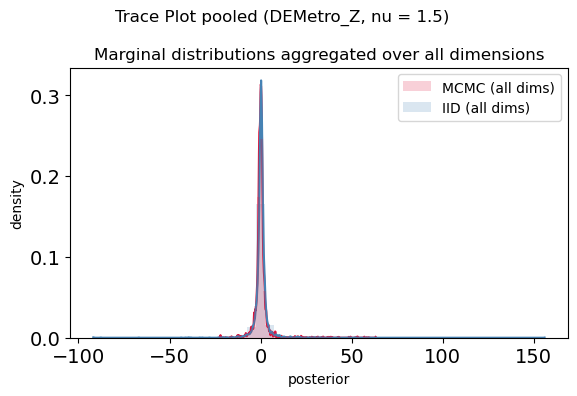 Trace Plot pooled (DEMetro_Z, nu = 1.5)
Marginal distributions aggregated over all dimensions
MCMC (all dims)
IID (all dims)
density
0.3
0.2
0.1
0.0
−100
−50
0
50
100
150
posterior